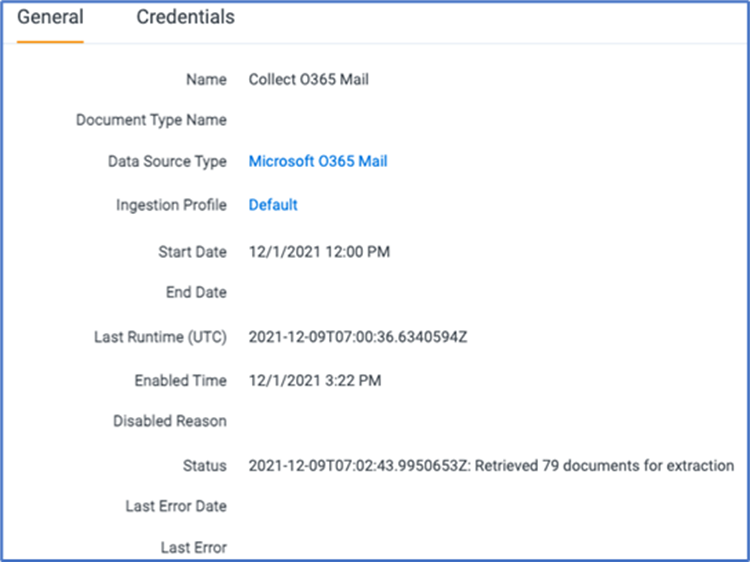 General Credentials
Name Collect O365 Mail
Document Type Name
Data Source Type Microsoft O365 Mail
Ingestion Profile Default
Start Date 12/1/2021 12:00 PM
End Date
Last Runtime (UTC) 2021-12-09T07:00:36.6340594Z
Enabled Time 12/1/2021 3:22 PM
Disabled Reason
Status 2021-12-09T07:02:43.9950653Z: Retrieved 79 documents for extraction
Last Error Date
Last Error